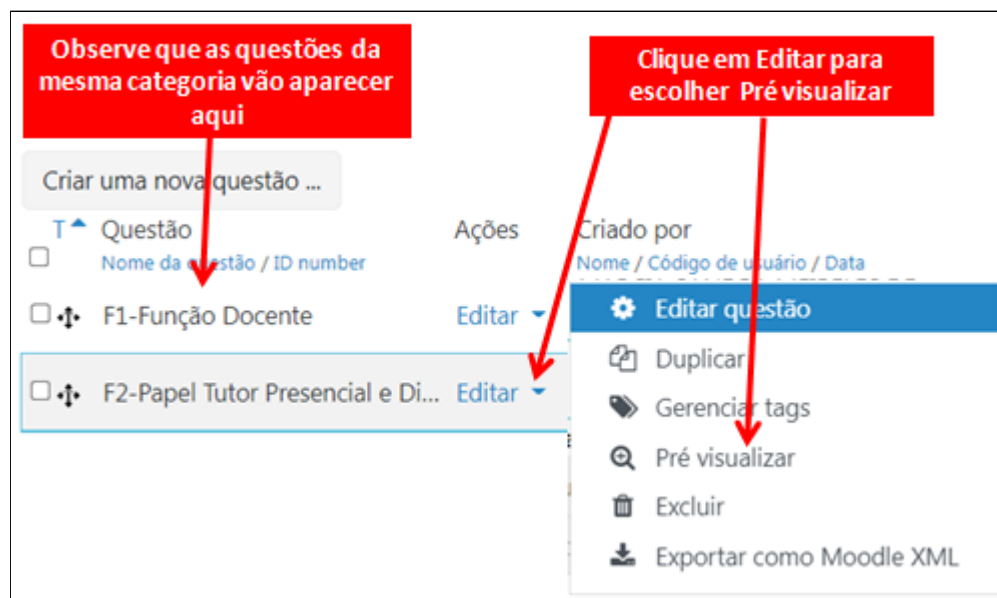 Observe que as questões da
mesma categoria vão aparecer
aqui
Clique em Editar para
escolher Pré visualizar
Criar uma nova questão ...
T Questão Ações Criado por
Nome da questão / ID number Nome / Código de usuário / Data
F1-Função Docente Editar
F2-Papel Tutor Presencial e Di... Editar
Editar questão
Duplicar
Gerenciar tags
Pré visualizar
Excluir
Exportar como Moodle XML